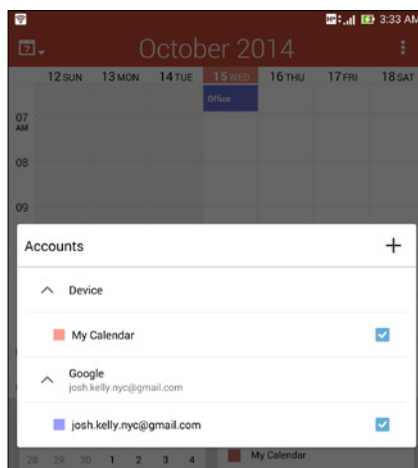 3:33 AM
7
October 2014
12 SUN 13 MON 14 TUE 15 WED 16 THU 17 FRI 18 SAT
Office
07
AM
08
09
Accounts +
Device
My Calendar
Google
josh.kelly.nyc@gmail.com
josh.kelly.nyc@gmail.com
28 29 30 1 2 3 4
My Calendar